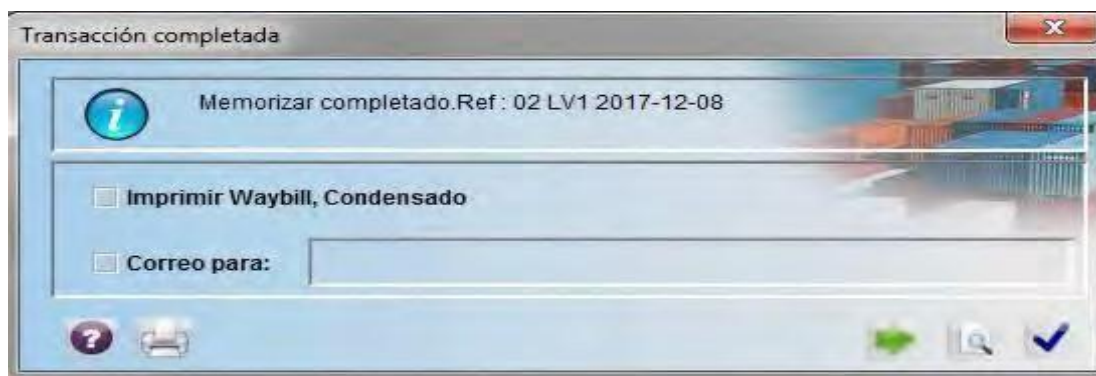 Transacción completada
Memorizar completado.Ref : 02 LV1 2017-12-08
Imprimir Waybill, Condensado
Correo para: